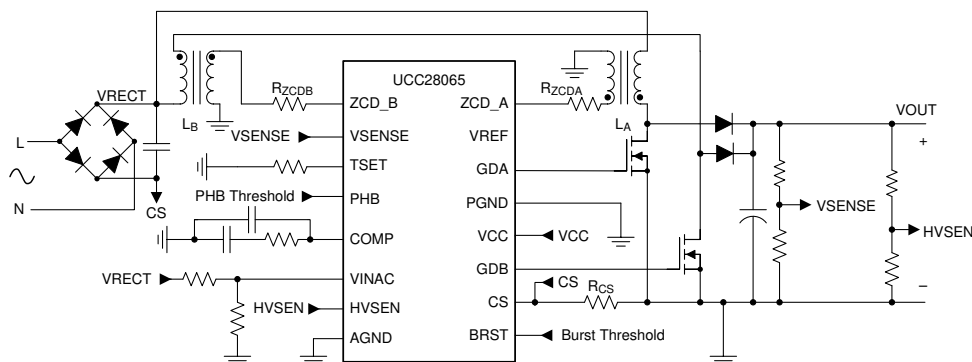 UCC28065
RZCDB
RZCDA
VRECT
ZCD_B
ZCD_A
LB
LA
VOUT
L
VSENSE
VSENSE
VREF
+
TSET
GDA
PHB Threshold
PHB
PGND
VSENSE
N
CS
HVSEN
COMP
VCC
VCC
GDB
VRECT
VINAC
CS
RCS
–
HVSEN
HVSEN
CS
AGND
BRST
Burst Threshold